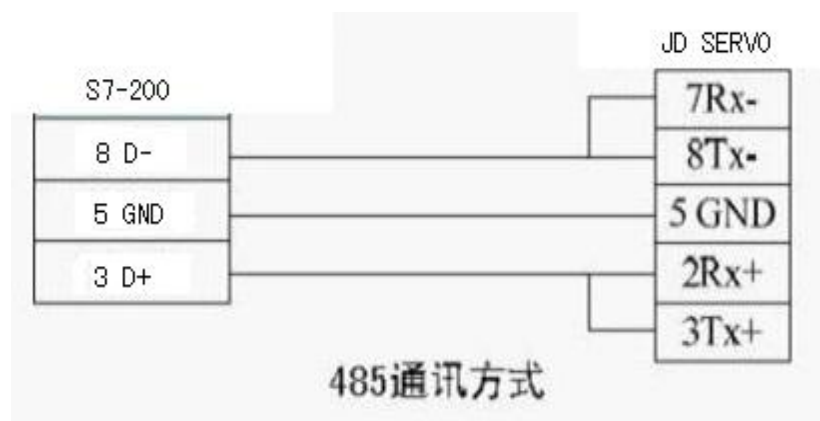 JD SERVO
S7-200
7Rx-
8 D-
8Tx-
5 GND
5 GND
3 D+
2Rx+
3Tx+
485通讯方式